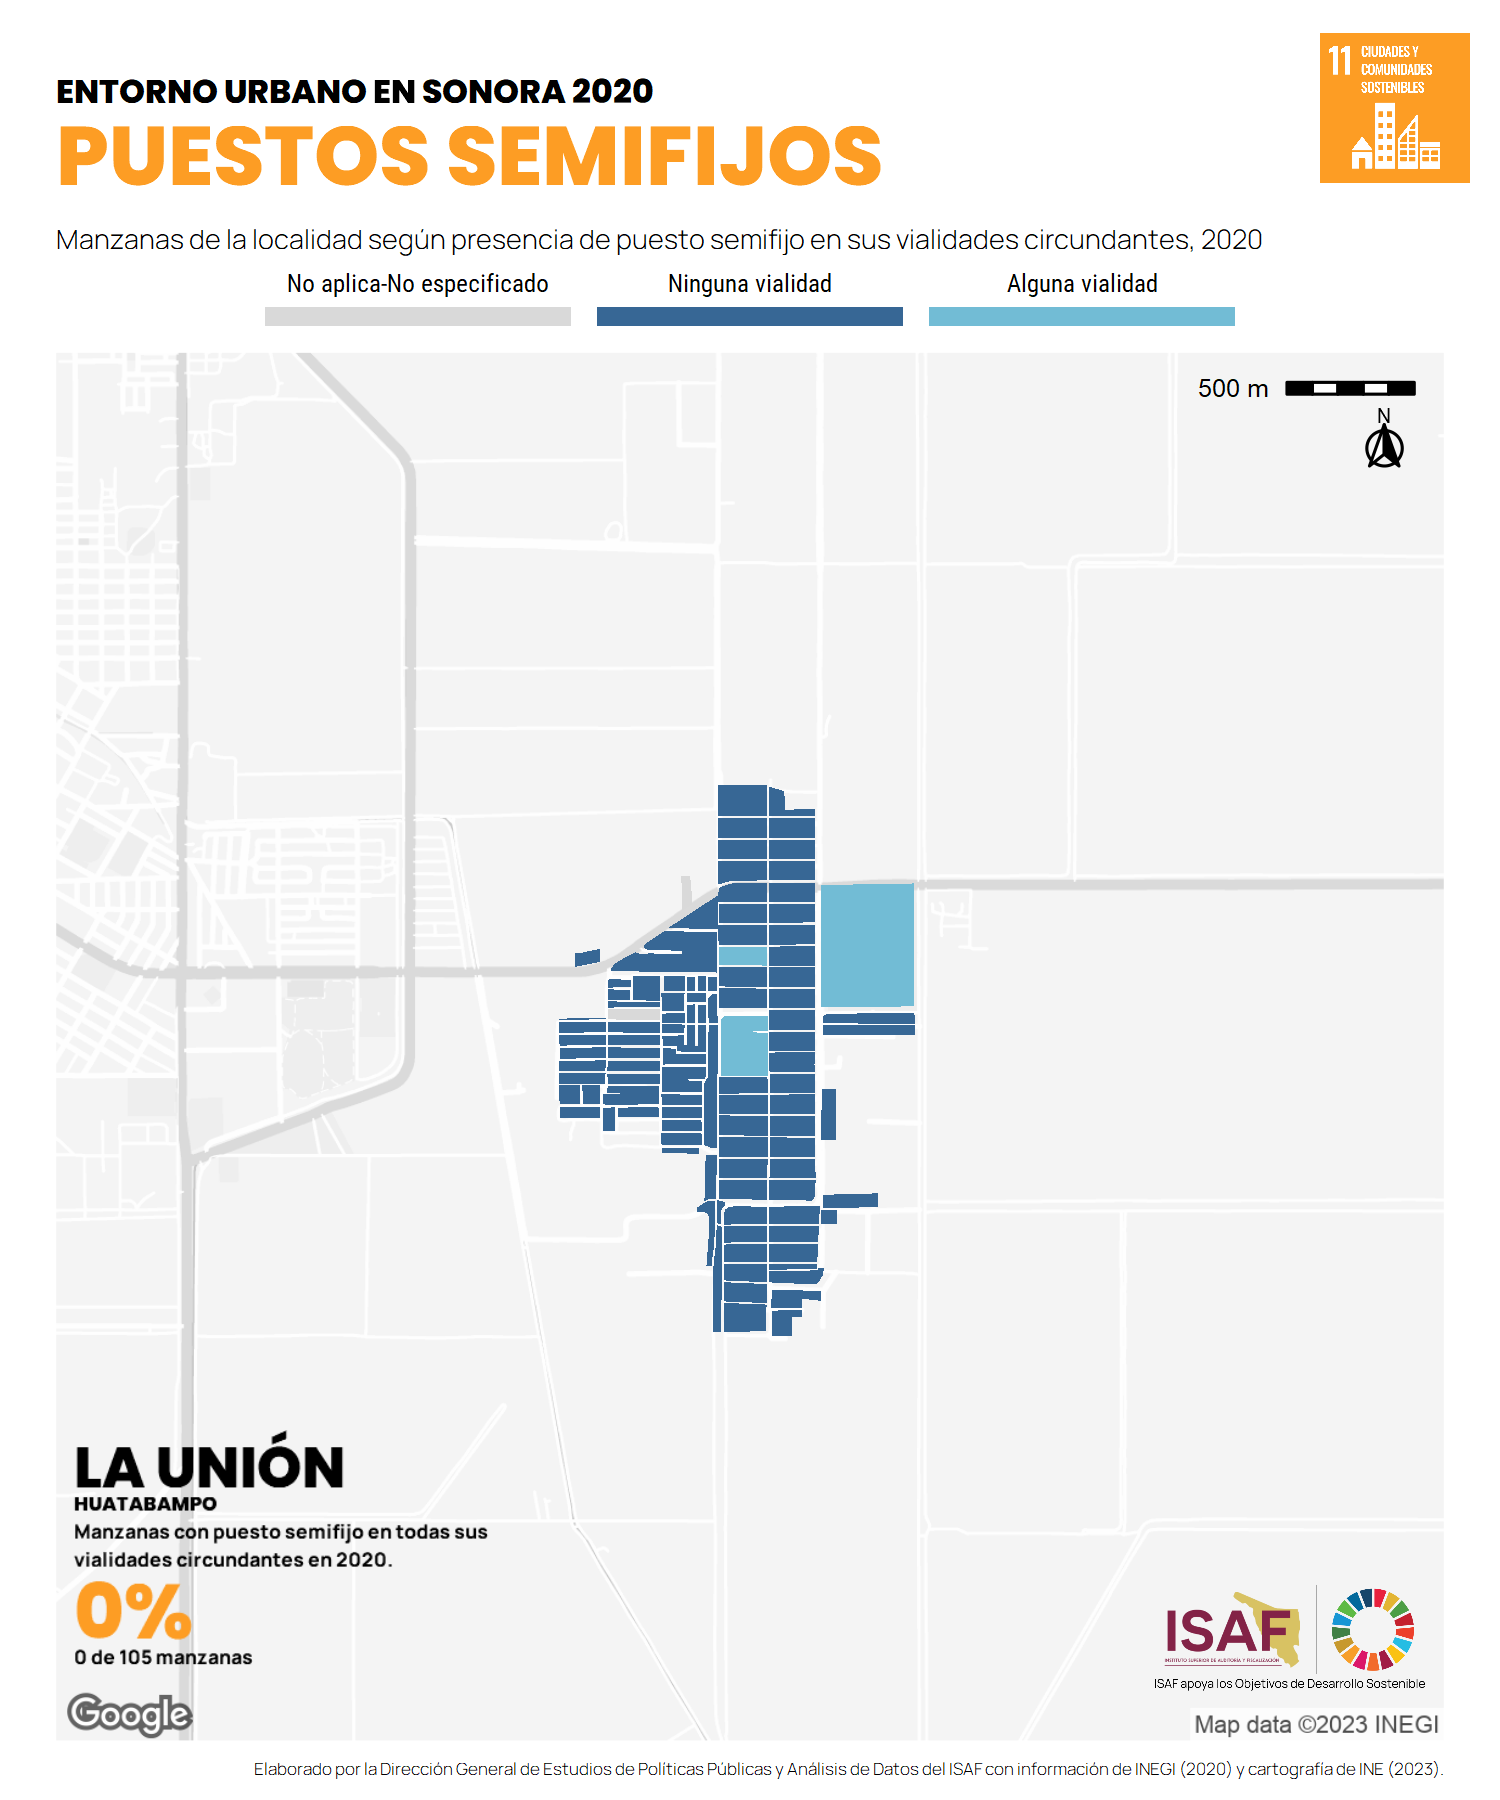 ENTORNO URBANO EN SONORA 2020
PUESTOS SEMIFIJOS
11 CIUDADES Y
COMUNIDADES
SOSTENIBLES
Manzanas de la localidad según presencia de puesto semifijo en sus vialidades circundantes, 2020
No aplica-No especificado
Ninguna vialidad
Alguna vialidad
500 m
N
LA UNIÓN
HUATABAMPO
Manzanas con puesto semifijo en todas sus
vialidades circundantes en 2020.
0%
0 de 105 manzanas
Google
ISAF
INSTITUTO SUPERIOR DE AUDITORÍA Y FISCALIZACIÓN
ISAF apoya los Objetivos de Desarrollo Sostenible
Map data ©2023 INEGI
Elaborado por la Dirección General de Estudios de Políticas Públicas y Análisis de Datos del ISAF con información de INEGI (2020) y cartografía de INE (2023).